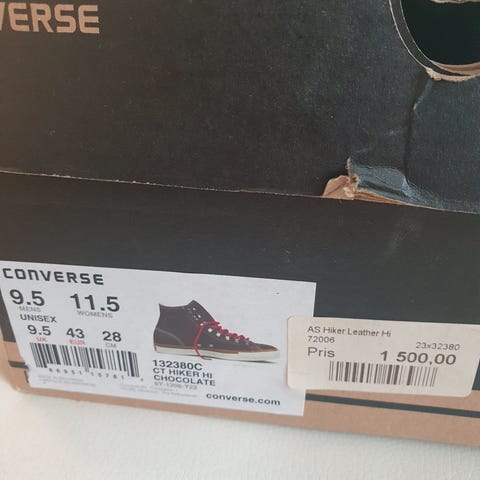 VERSE
CONVERSE
9.5 11.5
MENS WOMENS
UNISEX
9.5 43 28
UK EUR CM
132380C
CT HIKER HI
CHOCOLATE
converse.com
AS Hiker Leather Hi
72006 23x32380
Pris 1 500,00